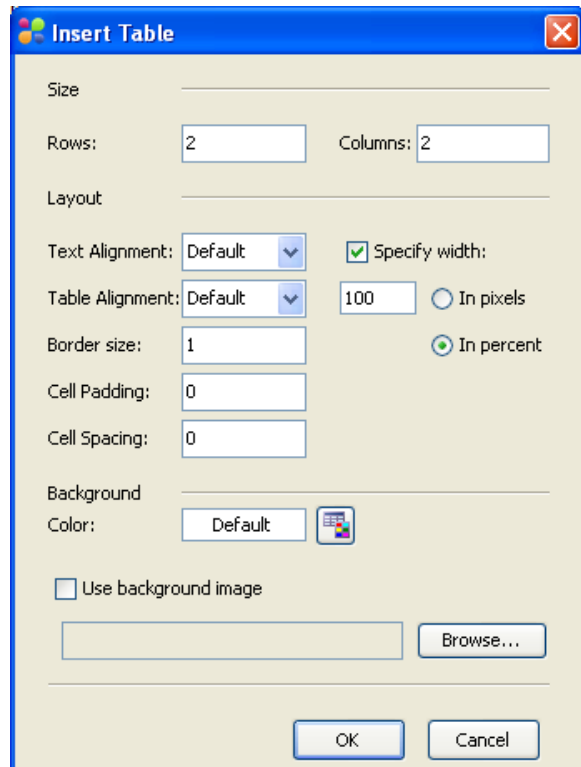 Insert Table
Size
Rows: 2 Columns: 2
Layout
Text Alignment: Default Specify width:
Table Alignment: Default 100 In pixels
Border size: 1 In percent
Cell Padding: 0
Cell Spacing: 0
Background
Color: Default
Use background image
Browse...
OK Cancel